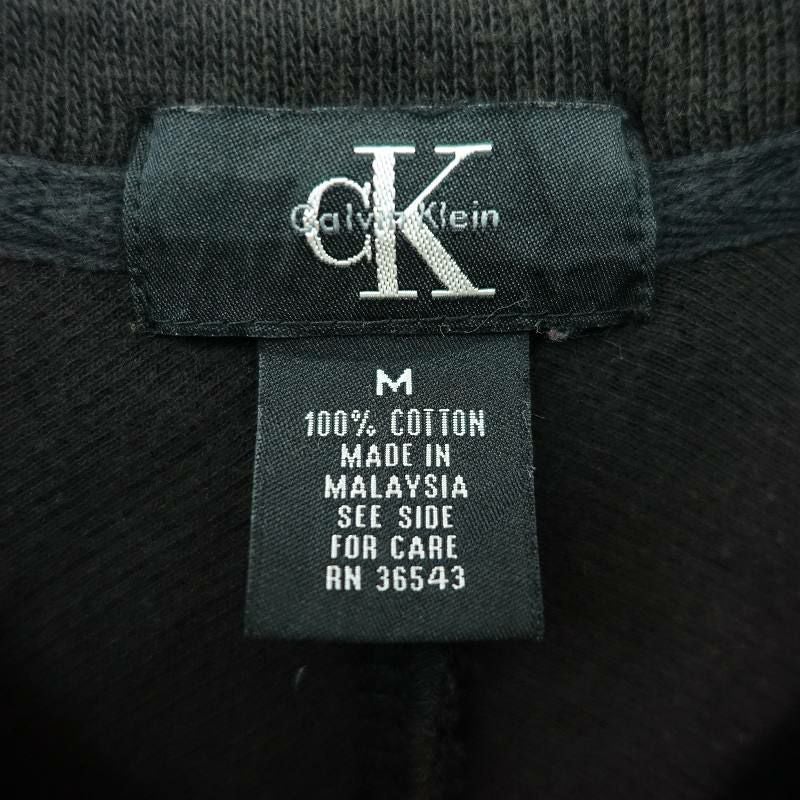 cK
Calvin Klein
M
100% COTTON
MADE IN
MALAYSIA
SEE SIDE
FOR CARE
RN 36543